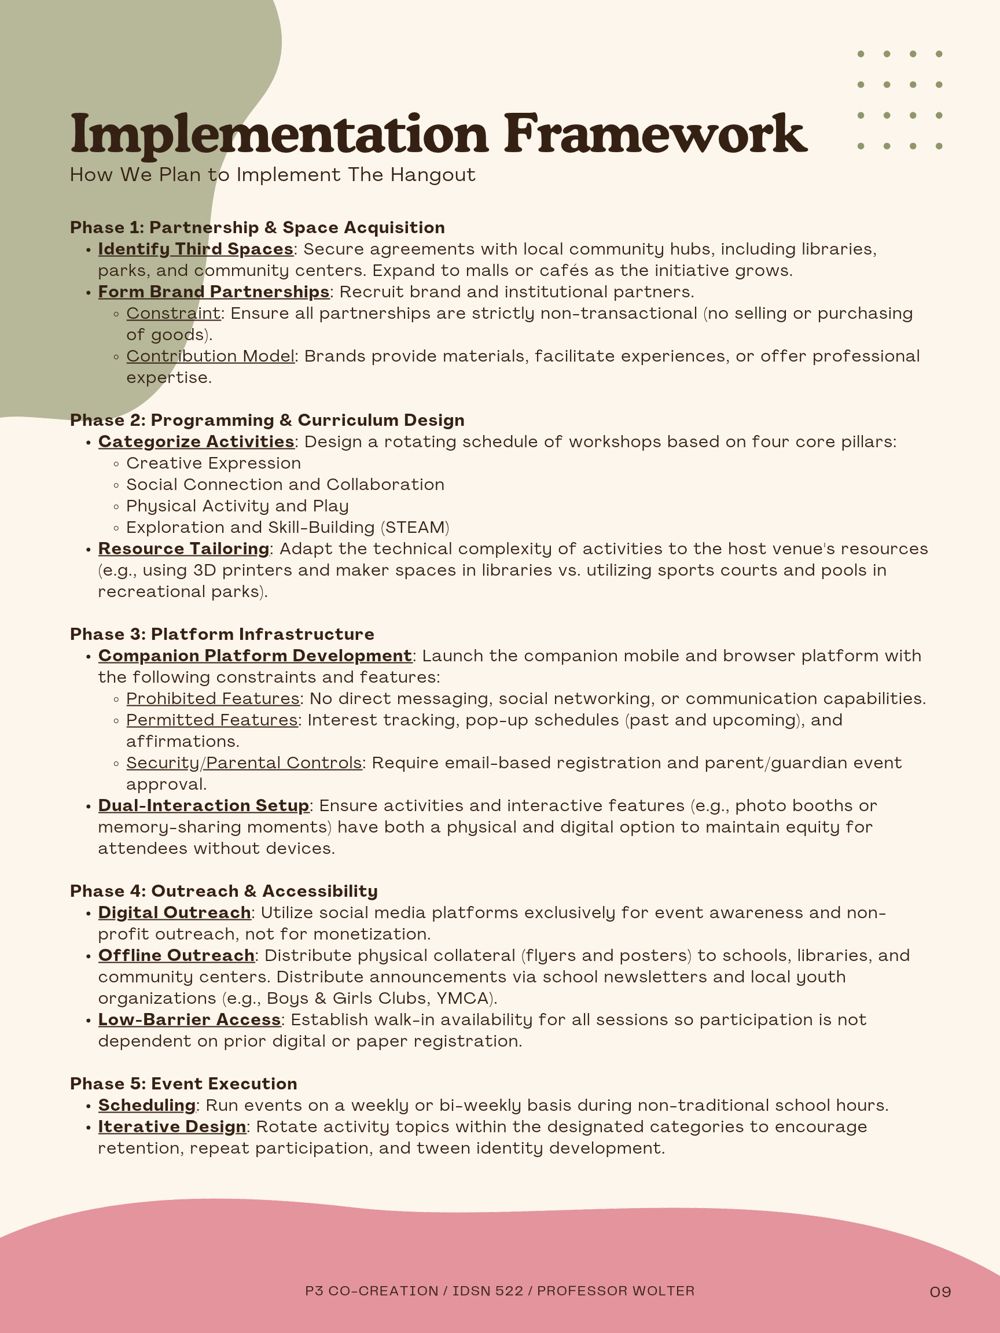 Implementation Framework
How We Plan to Implement The Hangout
Phase 1: Partnership & Space Acquisition
• Identify Third Spaces: Secure agreements with local community hubs, including libraries,
parks, and community centers. Expand to malls or cafés as the initiative grows.
• Form Brand Partnerships: Recruit brand and institutional partners.
◦ Constraint: Ensure all partnerships are strictly non-transactional (no selling or purchasing
of goods).
◦ Contribution Model: Brands provide materials, facilitate experiences, or offer professional
expertise.
Phase 2: Programming & Curriculum Design
• Categorize Activities: Design a rotating schedule of workshops based on four core pillars:
◦ Creative Expression
◦ Social Connection and Collaboration
◦ Physical Activity and Play
◦ Exploration and Skill-Building (STEAM)
• Resource Tailoring: Adapt the technical complexity of activities to the host venue's resources
(e.g., using 3D printers and maker spaces in libraries vs. utilizing sports courts and pools in
recreational parks).
Phase 3: Platform Infrastructure
• Companion Platform Development: Launch the companion mobile and browser platform with
the following constraints and features:
◦ Prohibited Features: No direct messaging, social networking, or communication capabilities.
◦ Permitted Features: Interest tracking, pop-up schedules (past and upcoming), and
affirmations.
◦ Security/Parental Controls: Require email-based registration and parent/guardian event
approval.
• Dual-Interaction Setup: Ensure activities and interactive features (e.g., photo booths or
memory-sharing moments) have both a physical and digital option to maintain equity for
attendees without devices.
Phase 4: Outreach & Accessibility
• Digital Outreach: Utilize social media platforms exclusively for event awareness and non-
profit outreach, not for monetization.
• Offline Outreach: Distribute physical collateral (flyers and posters) to schools, libraries, and
community centers. Distribute announcements via school newsletters and local youth
organizations (e.g., Boys & Girls Clubs, YMCA).
• Low-Barrier Access: Establish walk-in availability for all sessions so participation is not
dependent on prior digital or paper registration.
Phase 5: Event Execution
• Scheduling: Run events on a weekly or bi-weekly basis during non-traditional school hours.
• Iterative Design: Rotate activity topics within the designated categories to encourage
retention, repeat participation, and tween identity development.
P3 CO-CREATION / IDSN 522 / PROFESSOR WOLTER
09